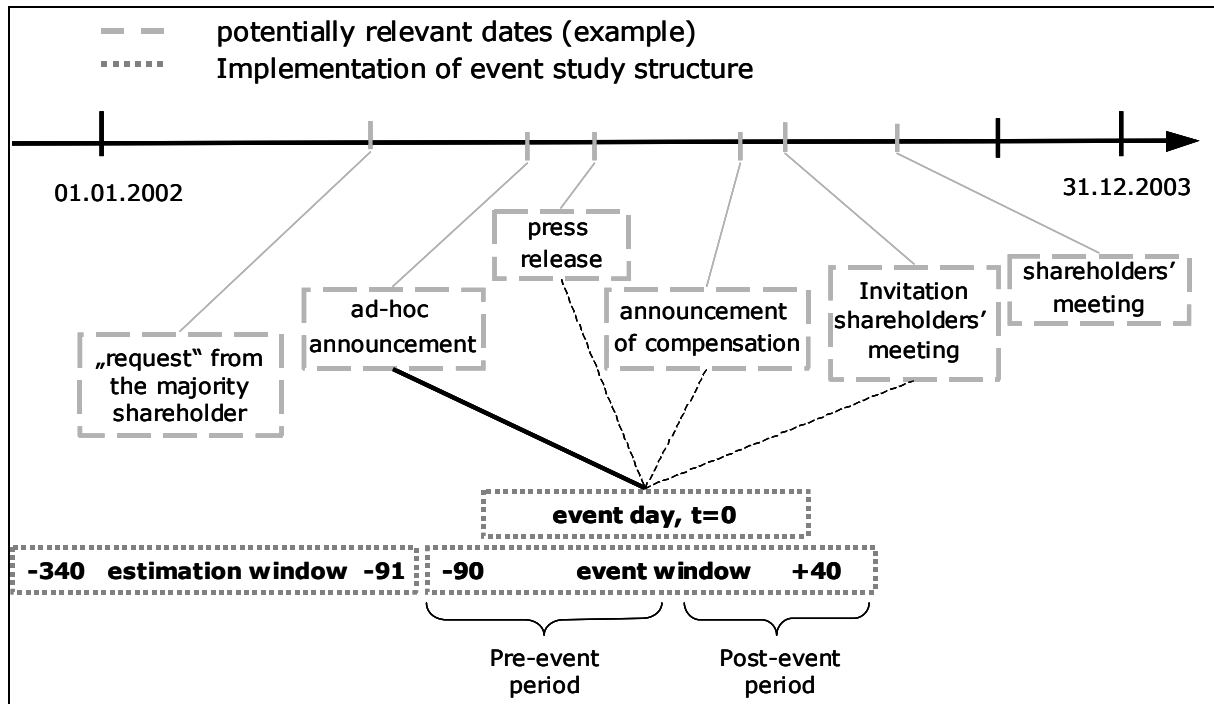 potentially relevant dates (example)
Implementation of event study structure
01.01.2002
31.12.2003
press
release
shareholders’
meeting
ad-hoc
announcement
announcement
of compensation
Invitation
shareholders’
meeting
„request“ from
the majority
shareholder
event day, t=0
-340 estimation window -91
-90 event window +40
Pre-event
period
Post-event
period